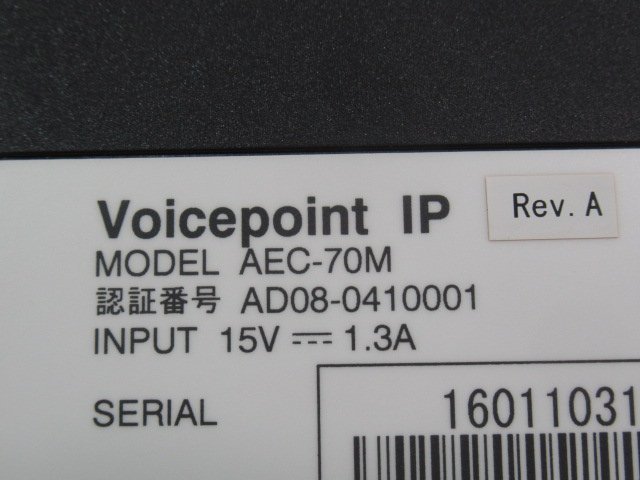 Voicepoint IP Rev. A
MODEL AEC-70M
認証番号 AD08-0410001
INPUT 15V ⎓ 1.3A
SERIAL 16011031